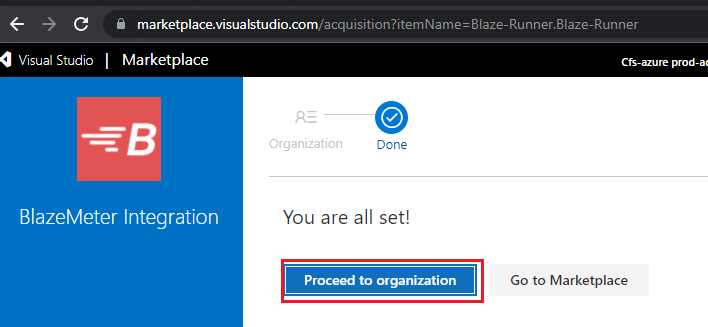 marketplace.visualstudio.com/acquisition?itemName=Blaze-Runner.Blaze-Runner
Visual Studio | Marketplace
Cfs-azure prod-ac
B
Organization
Done
BlazeMeter Integration
You are all set!
Proceed to organization
Go to Marketplace